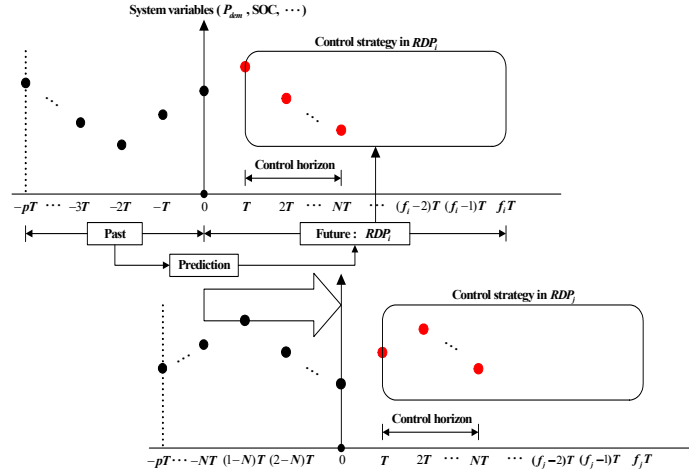 System variables ( P_dem , SOC, ⋯ )
Control strategy in RDP_i
Control horizon
−pT ⋯ −3T −2T −T 0 T 2T ⋯ NT ⋯ (f_i−2)T (f_i−1)T f_iT
Past
Future : RDP_i
Prediction
Control strategy in RDP_j
Control horizon
−pT ⋯ −NT (1−N)T (2−N)T 0 T 2T ⋯ NT ⋯ (f_j−2)T (f_j−1)T f_jT